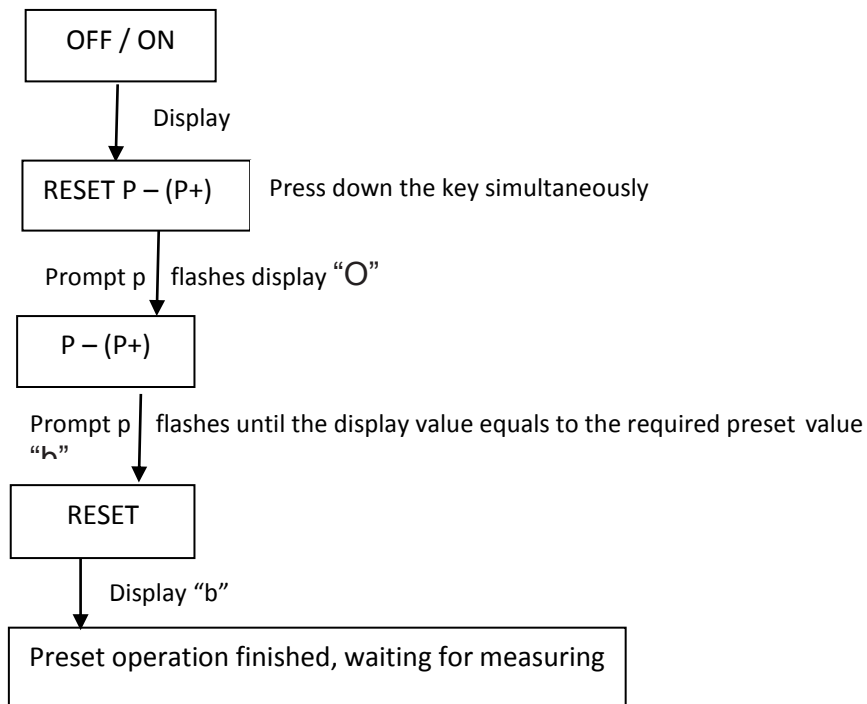 OFF / ON
Display
RESET P – (P+)
Press down the key simultaneously
Prompt p flashes display “O”
P – (P+)
Prompt p flashes until the display value equals to the required preset value
“b”
RESET
Display “b”
Preset operation finished, waiting for measuring